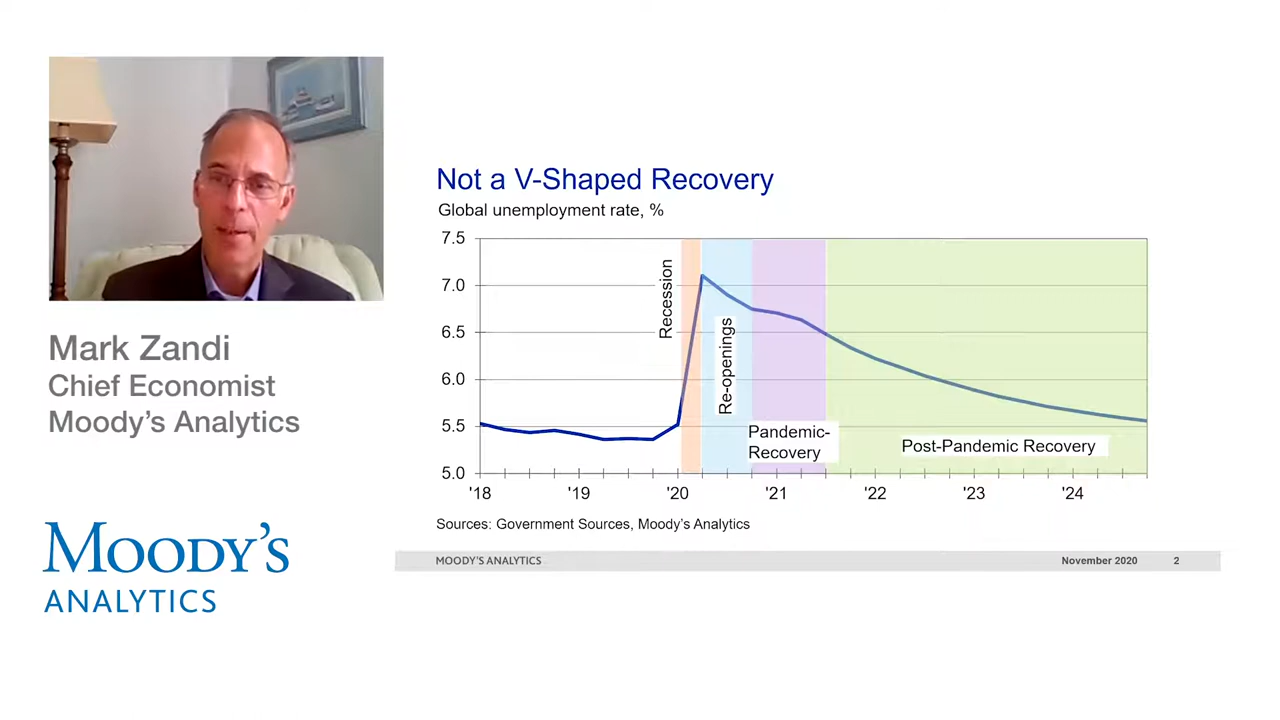 Mark Zandi
Chief Economist
Moody's Analytics
MOODY'S
ANALYTICS
Not a V-Shaped Recovery
Global unemployment rate, %
7.5
7.0
6.5
6.0
5.5
5.0
Recession
Re-openings
Pandemic-
Recovery
Post-Pandemic Recovery
'18 '19 '20 '21 '22 '23 '24
Sources: Government Sources, Moody's Analytics
MOODY'S ANALYTICS November 2020 2